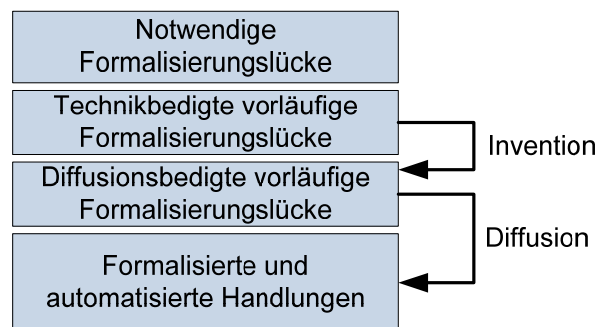 Notwendige
Formalisierungslücke
Technikbedigte vorläufige
Formalisierungslücke
Invention
Diffusionsbedigte vorläufige
Formalisierungslücke
Diffusion
Formalisierte und
automatisierte Handlungen